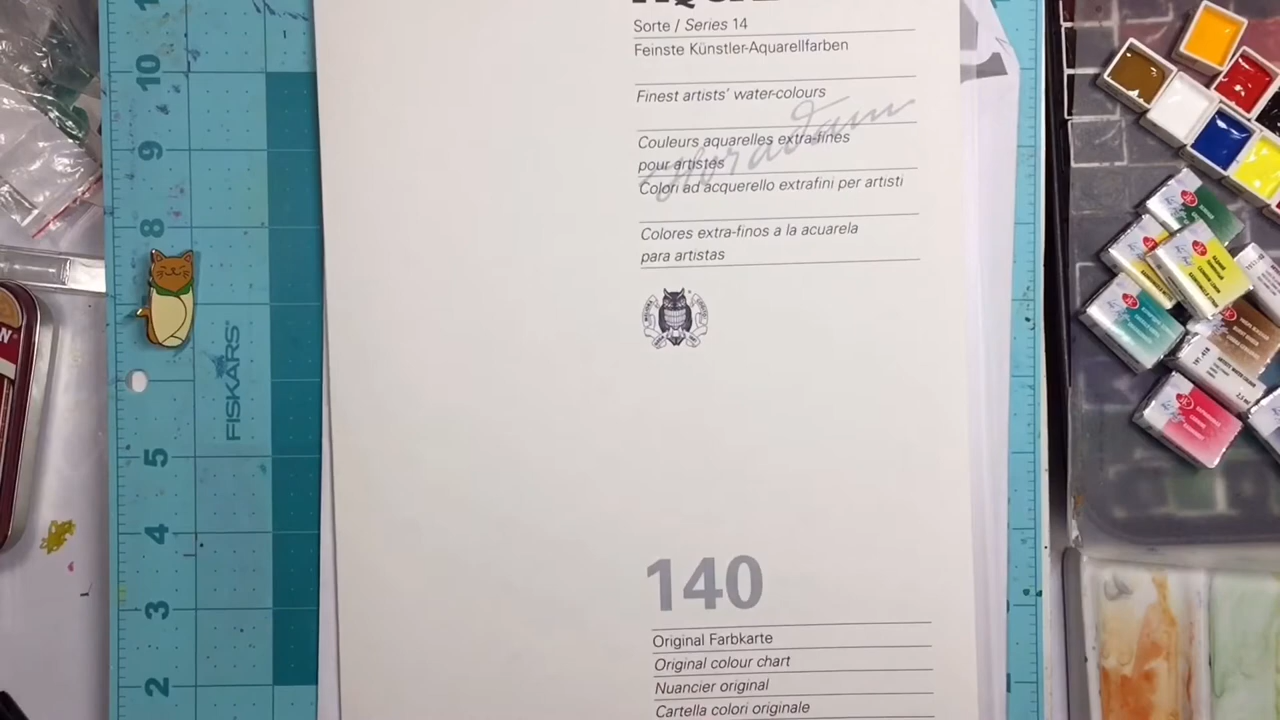 Sorte / Series 14
Feinste Künstler-Aquarellfarben
Finest artists' water-colours
Couleurs aquarelles extra-fines
pour artistes
Colori ad acquerello extrafini per artisti
Colores extra-finos a la acuarela
para artistas
140
Original Farbkarte
Original colour chart
Nuancier original
Cartella colori originale
FISKARS®
10
9
8
5
4
3
2